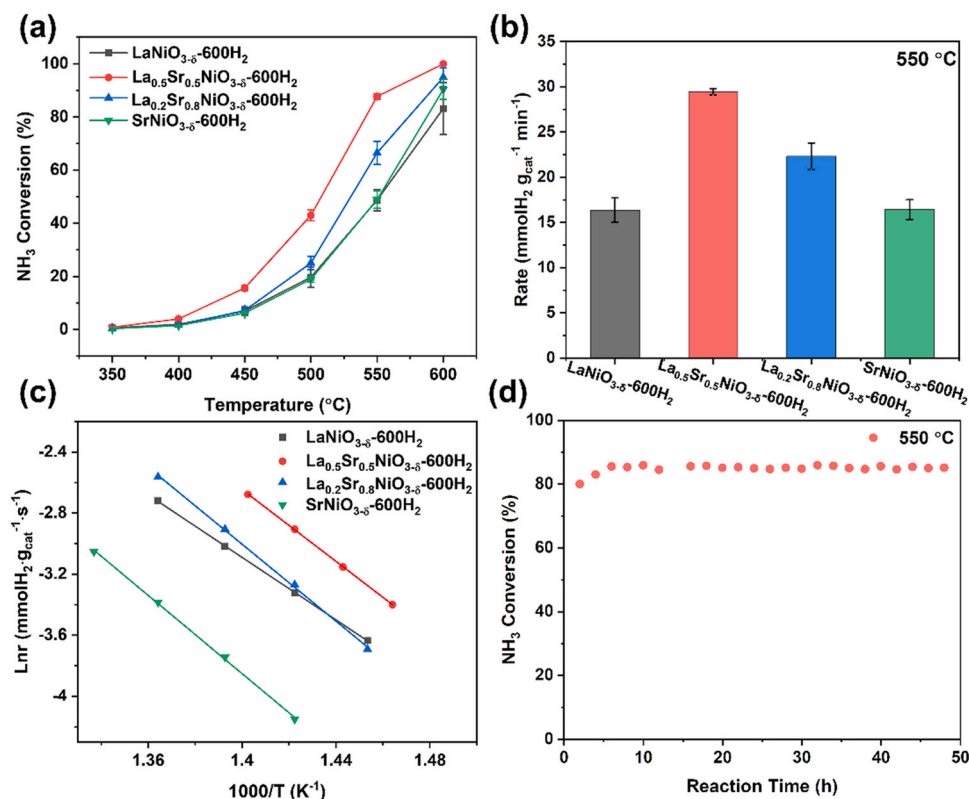 (a)
LaNiO₃₋δ-600H₂
La₀.₅Sr₀.₅NiO₃₋δ-600H₂
La₀.₂Sr₀.₈NiO₃₋δ-600H₂
SrNiO₃₋δ-600H₂
NH₃ Conversion (%)
100
80
60
40
20
0
350 400 450 500 550 600
Temperature (°C)
(b)
550 °C
Rate (mmolH₂ g_cat⁻¹ min⁻¹)
35
30
25
20
15
10
5
0
LaNiO₃₋δ-600H₂
La₀.₅Sr₀.₅NiO₃₋δ-600H₂
La₀.₂Sr₀.₈NiO₃₋δ-600H₂
SrNiO₃₋δ-600H₂
(c)
LaNiO₃₋δ-600H₂
La₀.₅Sr₀.₅NiO₃₋δ-600H₂
La₀.₂Sr₀.₈NiO₃₋δ-600H₂
SrNiO₃₋δ-600H₂
Lnr (mmolH₂·g_cat⁻¹·s⁻¹)
-2.4
-2.8
-3.2
-3.6
-4
1.36 1.40 1.44 1.48
1000/T (K⁻¹)
(d)
550 °C
NH₃ Conversion (%)
100
80
60
40
20
0
0 10 20 30 40 50
Reaction Time (h)